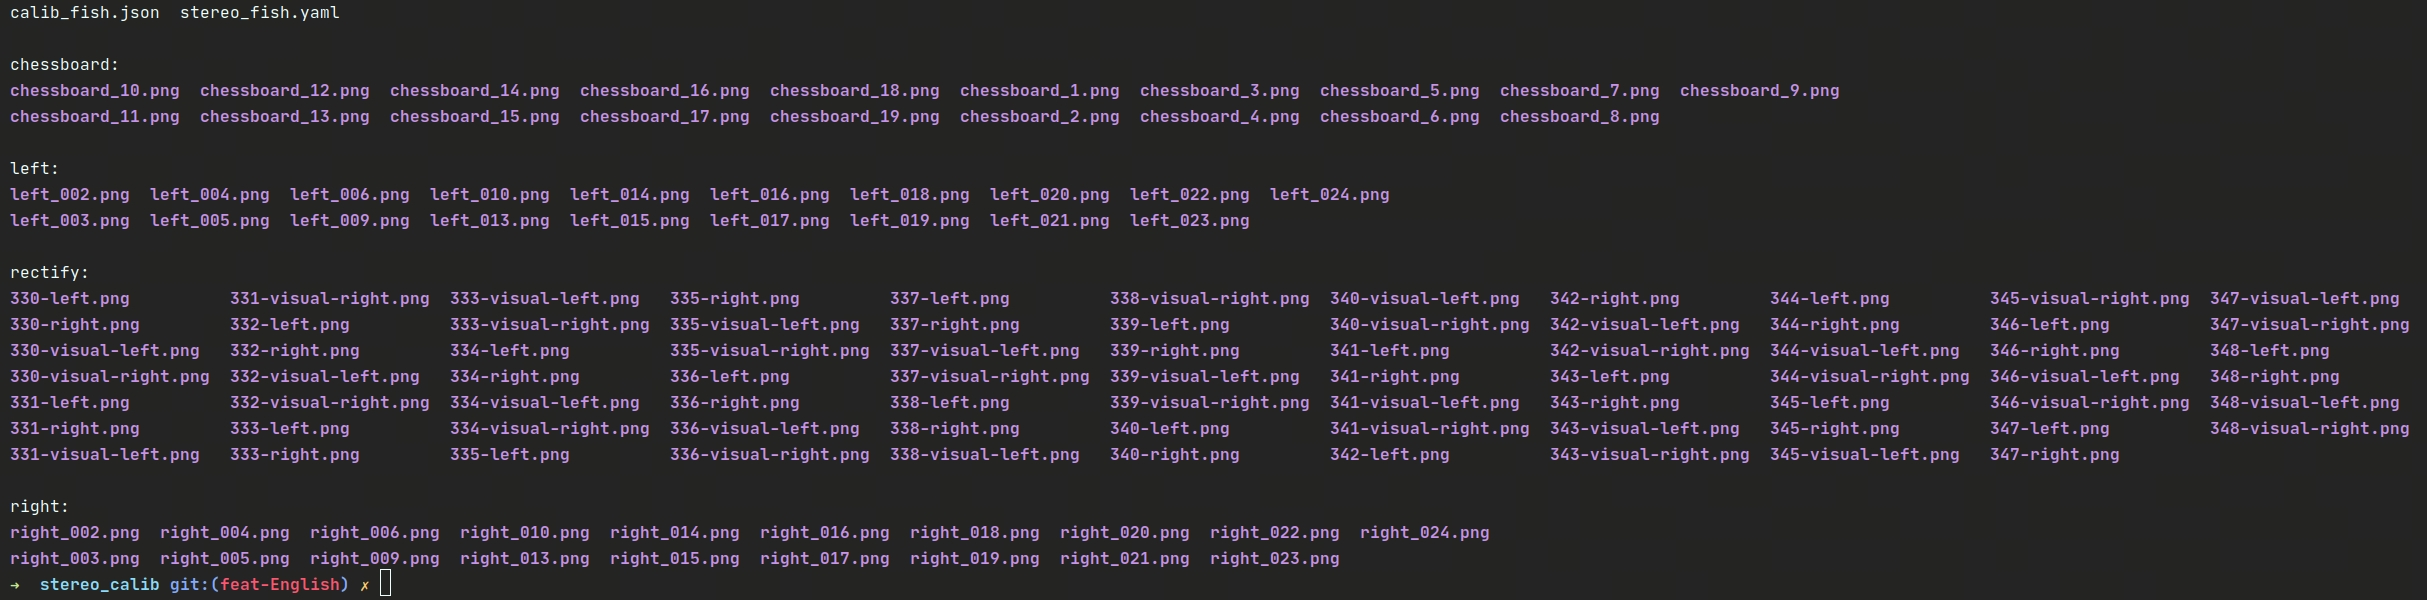 calib_fish.json  stereo_fish.yaml

chessboard:
chessboard_10.png  chessboard_12.png  chessboard_14.png  chessboard_16.png  chessboard_18.png  chessboard_1.png  chessboard_3.png  chessboard_5.png  chessboard_7.png  chessboard_9.png
chessboard_11.png  chessboard_13.png  chessboard_15.png  chessboard_17.png  chessboard_19.png  chessboard_2.png  chessboard_4.png  chessboard_6.png  chessboard_8.png

left:
left_002.png  left_004.png  left_006.png  left_010.png  left_014.png  left_016.png  left_018.png  left_020.png  left_022.png  left_024.png
left_003.png  left_005.png  left_009.png  left_013.png  left_015.png  left_017.png  left_019.png  left_021.png  left_023.png

rectify:
330-left.png  331-visual-right.png  333-visual-left.png  335-right.png  337-left.png  338-visual-right.png  340-visual-left.png  342-right.png  344-left.png  345-visual-right.png  347-visual-left.png
330-right.png  332-left.png  333-visual-right.png  335-visual-left.png  337-right.png  339-left.png  340-visual-right.png  342-visual-left.png  344-right.png  346-left.png  347-visual-right.png
330-visual-left.png  332-right.png  334-left.png  335-visual-right.png  337-visual-left.png  339-right.png  341-left.png  342-visual-right.png  344-visual-left.png  346-right.png  348-left.png
330-visual-right.png  332-visual-left.png  334-right.png  336-left.png  337-visual-right.png  339-visual-left.png  341-right.png  343-left.png  344-visual-right.png  346-visual-left.png  348-right.png
331-left.png  332-visual-right.png  334-visual-left.png  336-right.png  338-left.png  339-visual-right.png  341-visual-left.png  343-right.png  345-left.png  346-visual-right.png  348-visual-left.png
331-right.png  333-left.png  334-visual-right.png  336-visual-left.png  338-right.png  340-left.png  341-visual-right.png  343-visual-left.png  345-right.png  347-left.png  348-visual-right.png
331-visual-left.png  333-right.png  335-left.png  336-visual-right.png  338-visual-left.png  340-right.png  342-left.png  343-visual-right.png  345-visual-left.png  347-right.png

right:
right_002.png  right_004.png  right_006.png  right_010.png  right_014.png  right_016.png  right_018.png  right_020.png  right_022.png  right_024.png
right_003.png  right_005.png  right_009.png  right_013.png  right_015.png  right_017.png  right_019.png  right_021.png  right_023.png
→  stereo_calib git:(feat-English) ✗